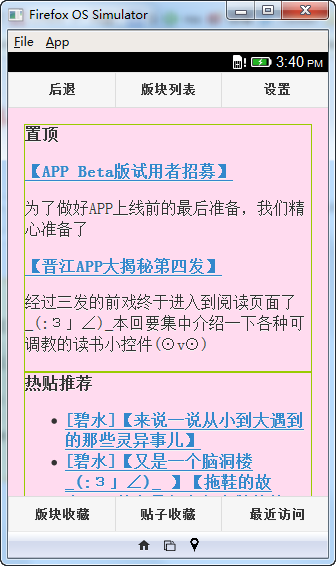 Firefox OS Simulator
File App
3:40 PM
后退 版块列表 设置
置顶
【APP Beta版试用者招募】
为了做好APP上线前的最后准备，我们精
心准备了
【晋江APP大揭秘第四发】
经过三发的前戏终于进入到阅读页面了
_(:３」∠)_本回要集中介绍一下各种可
调教的读书小控件(⊙v⊙)
热贴推荐
[碧水]【来说一说从小到大遇到
的那些灵异事儿】
[碧水]【又是一个脑洞楼
_(:３」∠)_ 】【拖鞋的故
版块收藏 贴子收藏 最近访问